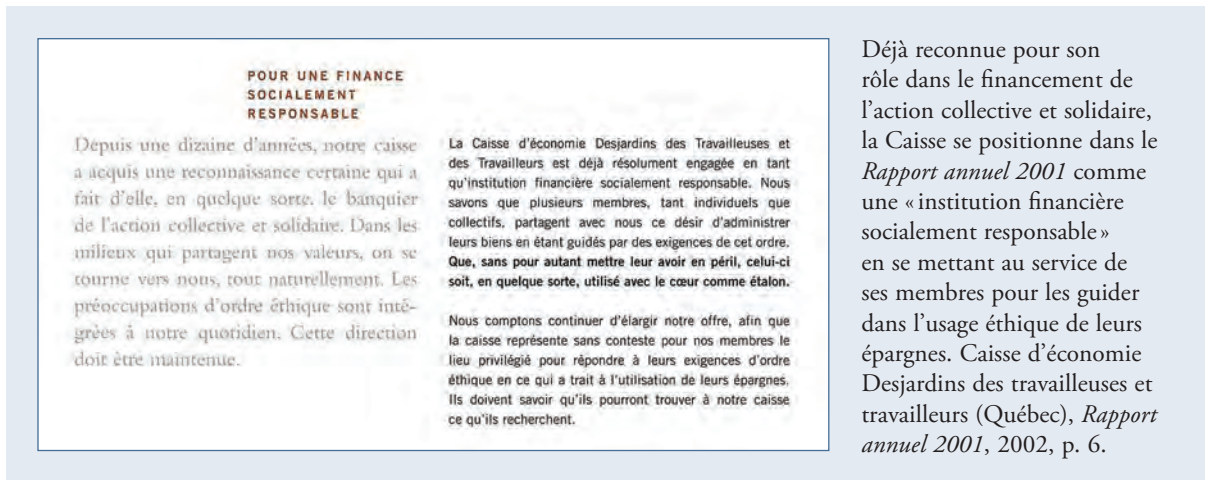 POUR UNE FINANCE
SOCIALEMENT
RESPONSABLE
Depuis une dizaine d'années, notre caisse
a acquis une reconnaissance certaine qui a
fait d'elle, en quelque sorte, le banquier
de l'action collective et solidaire. Dans les
milieux qui partagent nos valeurs, on se
tourne vers nous, tout naturellement. Les
préoccupations d'ordre éthique sont inté-
grées à notre quotidien. Cette direction
doit être maintenue.
La Caisse d'économie Desjardins des Travailleuses et
des Travailleurs est déjà résolument engagée en tant
qu'institution financière socialement responsable. Nous
savons que plusieurs membres, tant individuels que
collectifs, partagent avec nous ce désir d'administrer
leurs biens en étant guidés par des exigences de cet ordre.
Que, sans pour autant mettre leur avoir en péril, celui-ci
soit, en quelque sorte, utilisé avec le cœur comme étalon.
Nous comptons continuer d'élargir notre offre, afin que
la caisse représente sans conteste pour nos membres le
lieu privilégié pour répondre à leurs exigences d'ordre
éthique en ce qui a trait à l'utilisation de leurs épargnes.
Ils doivent savoir qu'ils pourront trouver à notre caisse
ce qu'ils recherchent.
Déjà reconnue pour son
rôle dans le financement de
l'action collective et solidaire,
la Caisse se positionne dans le
Rapport annuel 2001 comme
une « institution financière
socialement responsable »
en se mettant au service de
ses membres pour les guider
dans l'usage éthique de leurs
épargnes. Caisse d'économie
Desjardins des travailleuses et
travailleurs (Québec), Rapport
annuel 2001, 2002, p. 6.